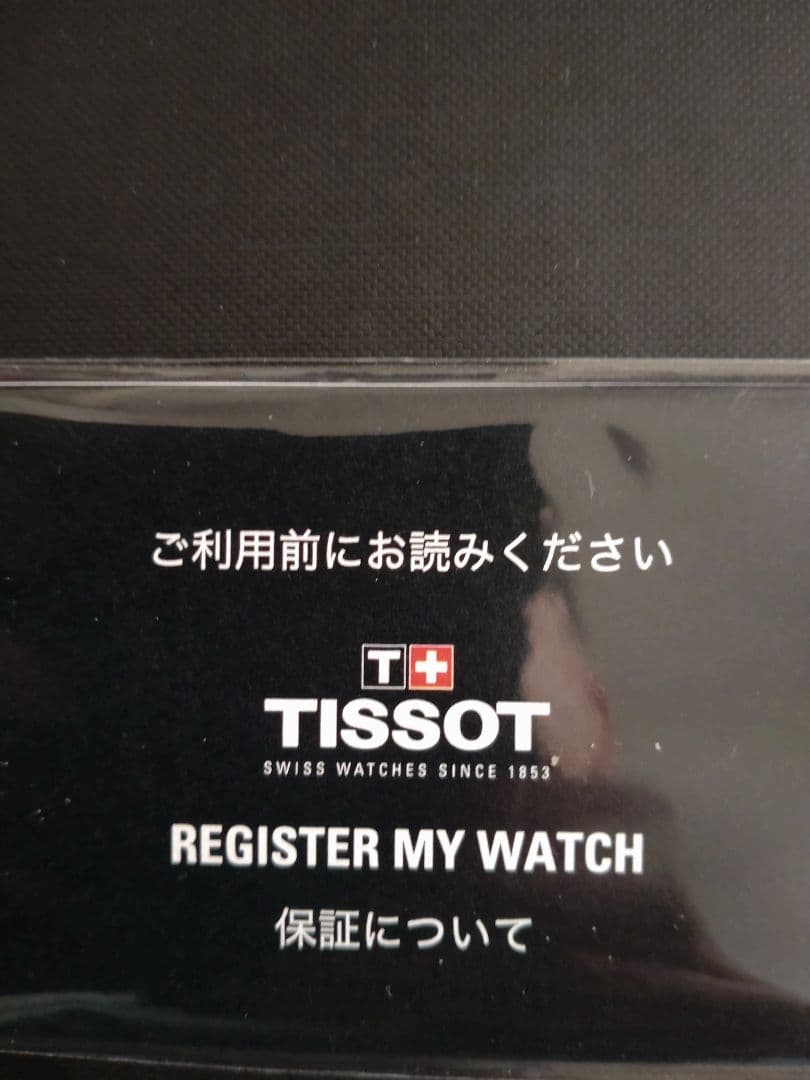 ご利用前にお読みください
T+
TISSOT
SWISS WATCHES SINCE 1853
REGISTER MY WATCH
保証について